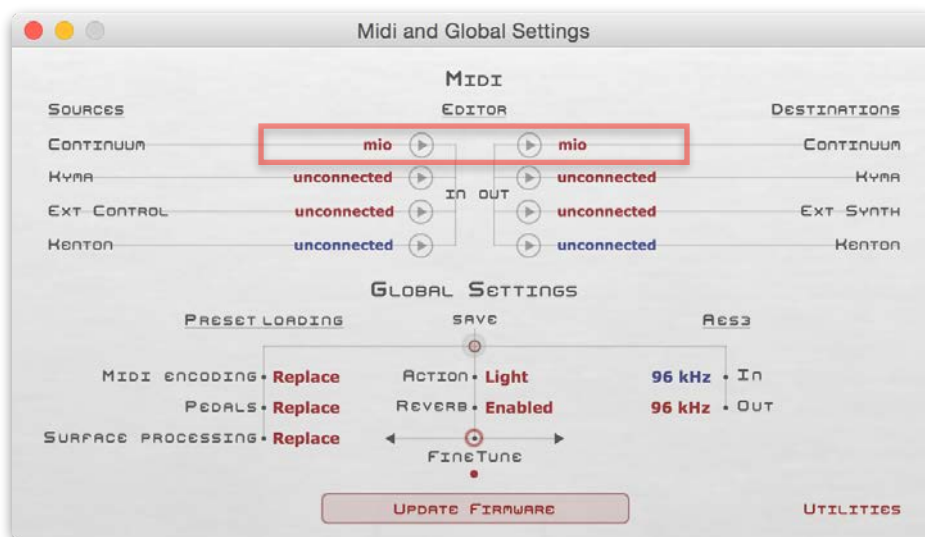 Midi and Global Settings
MIDI
SOURCES EDITOR DESTINATIONS
CONTINUUM mio mio CONTINUUM
KYMA unconnected unconnected KYMA
IN OUT
EXT CONTROL unconnected unconnected EXT SYNTH
KENTON unconnected unconnected KENTON
GLOBAL SETTINGS
PRESET LOADING SAVE AES3
MIDI ENCODING Replace ACTION Light 96 kHz IN
PEDALS Replace REVERB Enabled 96 kHz OUT
SURFACE PROCESSING Replace
FINETUNE
UPDATE FIRMWARE UTILITIES